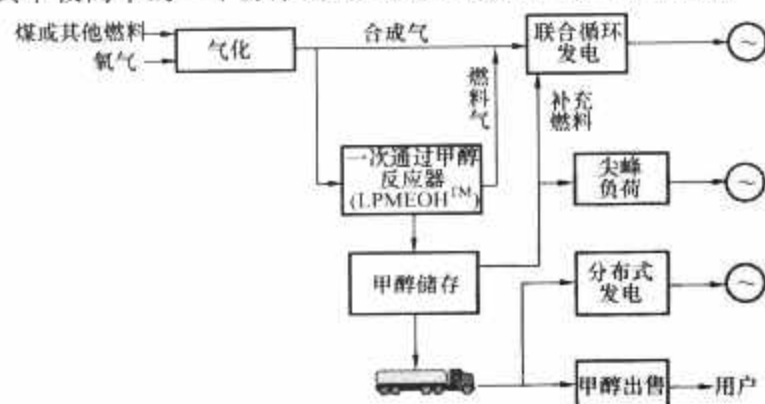 煤或其他燃料
氧气
气化
合成气
联合循环
发电
燃
料
气
补充
燃料
一次通过甲醇
反应器
(LPMEOH™)
尖峰
负荷
甲醇储存
分布式
发电
甲醇出售
用户